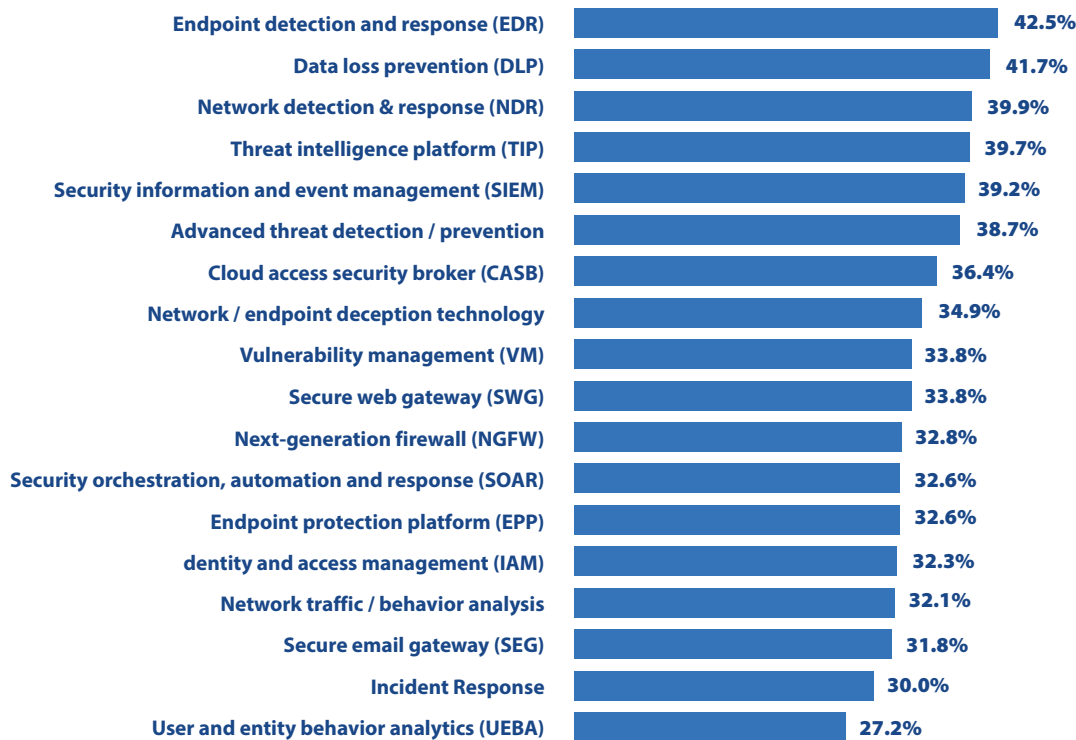 Endpoint detection and response (EDR) 42.5%
Data loss prevention (DLP) 41.7%
Network detection & response (NDR) 39.9%
Threat intelligence platform (TIP) 39.7%
Security information and event management (SIEM) 39.2%
Advanced threat detection / prevention 38.7%
Cloud access security broker (CASB) 36.4%
Network / endpoint deception technology 34.9%
Vulnerability management (VM) 33.8%
Secure web gateway (SWG) 33.8%
Next-generation firewall (NGFW) 32.8%
Security orchestration, automation and response (SOAR) 32.6%
Endpoint protection platform (EPP) 32.6%
dentity and access management (IAM) 32.3%
Network traffic / behavior analysis 32.1%
Secure email gateway (SEG) 31.8%
Incident Response 30.0%
User and entity behavior analytics (UEBA) 27.2%